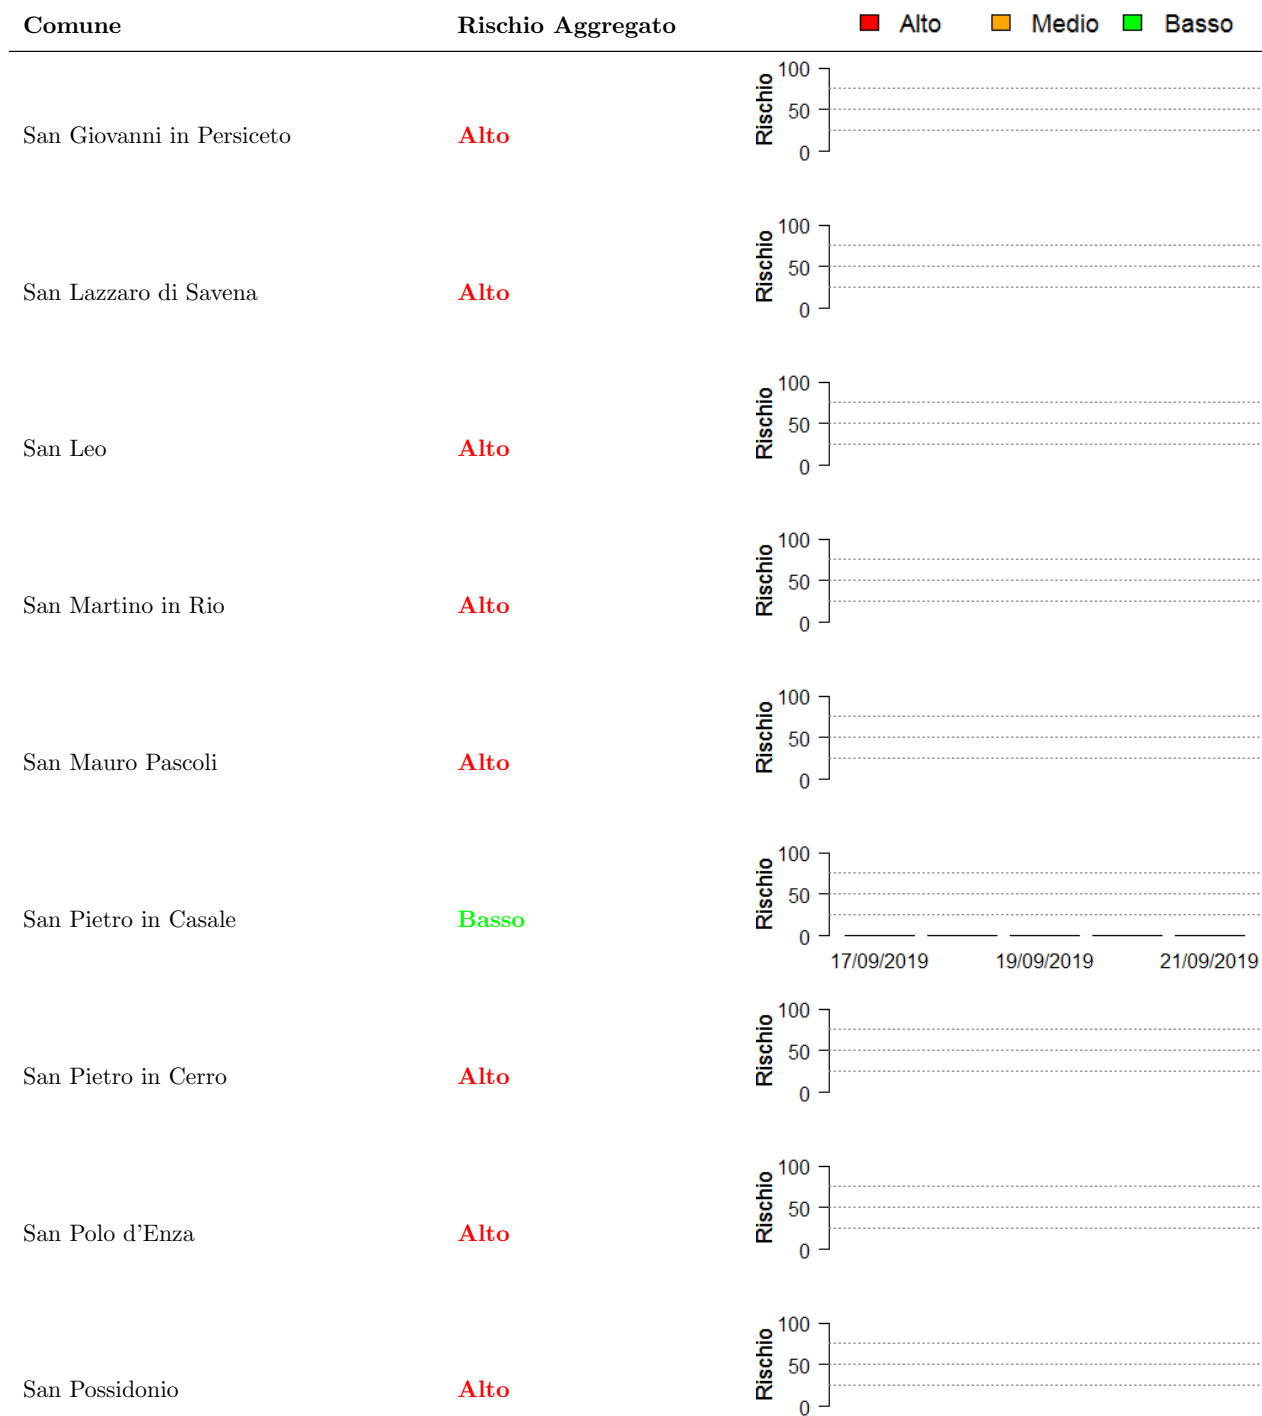 Comune Rischio Aggregato Alto Medio Basso
100
50
0
Rischio
San Giovanni in Persiceto Alto
100
50
0
Rischio
San Lazzaro di Savena Alto
100
50
0
Rischio
San Leo Alto
100
50
0
Rischio
San Martino in Rio Alto
100
50
0
Rischio
San Mauro Pascoli Alto
100
50
0
Rischio
San Pietro in Casale Basso
17/09/2019 19/09/2019 21/09/2019
100
50
0
Rischio
San Pietro in Cerro Alto
100
50
0
Rischio
San Polo d'Enza Alto
100
50
0
Rischio
San Possidonio Alto
100
50
0
Rischio